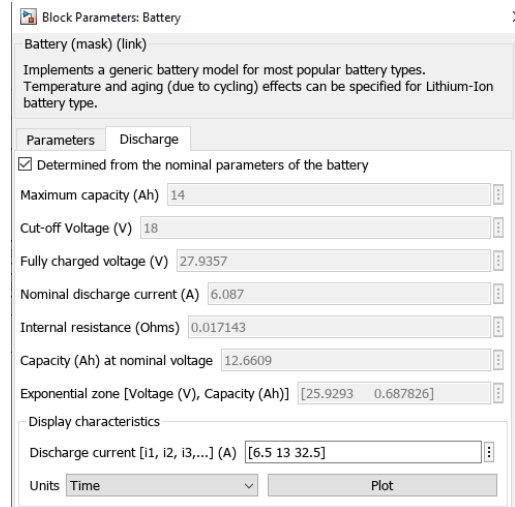 Block Parameters: Battery
Battery (mask) (link)
Implements a generic battery model for most popular battery types.
Temperature and aging (due to cycling) effects can be specified for Lithium-Ion
battery type.
Parameters Discharge
Determined from the nominal parameters of the battery
Maximum capacity (Ah) 14
Cut-off Voltage (V) 18
Fully charged voltage (V) 27.9357
Nominal discharge current (A) 6.087
Internal resistance (Ohms) 0.017143
Capacity (Ah) at nominal voltage 12.6609
Exponential zone [Voltage (V), Capacity (Ah)] [25.9293 0.687826]
Display characteristics
Discharge current [i1, i2, i3,...] (A) [6.5 13 32.5]
Units Time Plot